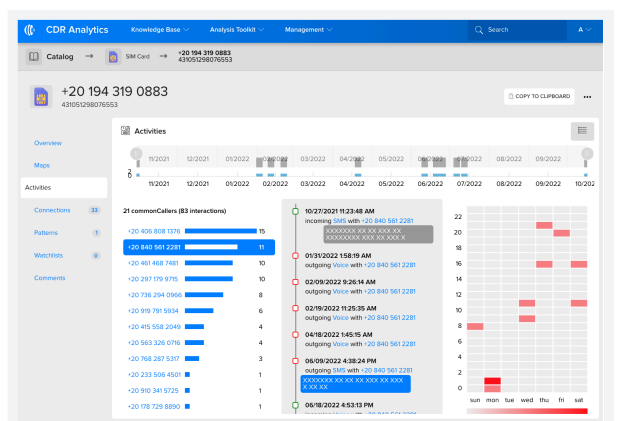 CDR Analytics
Knowledge Base
Analysis Toolkit
Management
Search
A
Catalog → SIM Card → +20 194 319 0883
431051298076553
+20 194 319 0883
431051298076553
COPY TO CLIPBOARD
Overview
Maps
Activities
Connections 33
Patterns 1
Watchlists 0
Comments
Activities
11/2021 12/2021 01/2022 02/2022 03/2022 04/2022 05/2022 06/2022 07/2022 08/2022 09/2022
11/2021 12/2021 01/2022 02/2022 03/2022 04/2022 05/2022 06/2022 07/2022 08/2022 09/2022 10/202
21 commonCallers (83 interactions)
+20 406 808 1376 15
+20 840 561 2281 11
+20 461 468 7481 10
+20 297 179 9715 10
+20 736 294 0966 8
+20 919 791 5934 6
+20 415 558 2049 4
+20 563 326 0716 4
+20 768 287 5317 3
+20 233 506 4501 1
+20 910 341 5725 1
+20 178 729 8890 1
10/27/2021 11:23:48 AM
incoming SMS with +20 840 561 2281
XXXXXXX XX XX XXX XX
XXXXXXXX XXX XX XXX X
01/31/2022 1:58:19 AM
outgoing Voice with +20 840 561 2281
02/09/2022 9:26:14 AM
outgoing Voice with +20 840 561 2281
02/19/2022 11:25:35 AM
outgoing Voice with +20 840 561 2281
04/18/2022 1:45:15 AM
outgoing Voice with +20 840 561 2281
06/09/2022 4:38:24 PM
outgoing SMS with +20 840 561 2281
XXXXXXX XX XX XX XXX XX XXX
X XX XX
06/18/2022 4:53:13 PM
22
20
18
16
14
12
10
8
6
4
2
0
sun mon tue wed thu fri sat